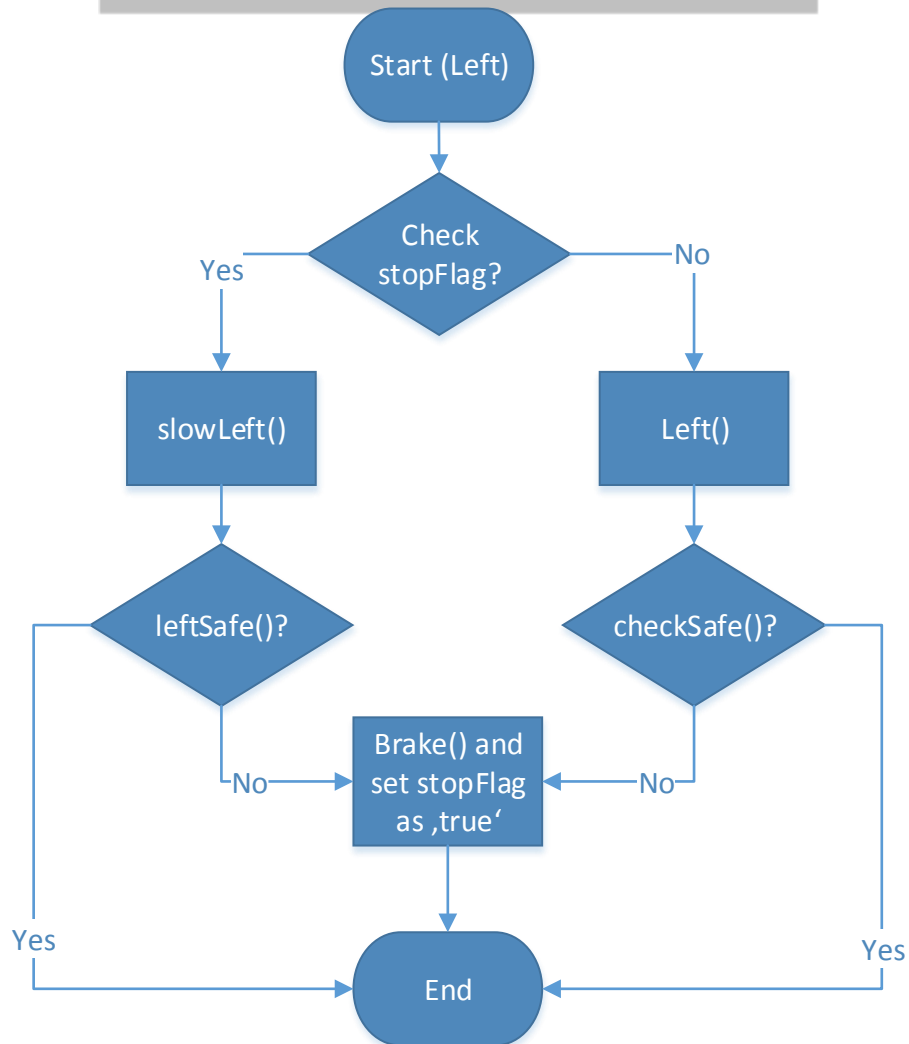 Start (Left)
Check
stopFlag?
Yes
No
slowLeft()
Left()
leftSafe()?
checkSafe()?
Brake() and
set stopFlag
as ‚true‘
No
No
Yes
Yes
End